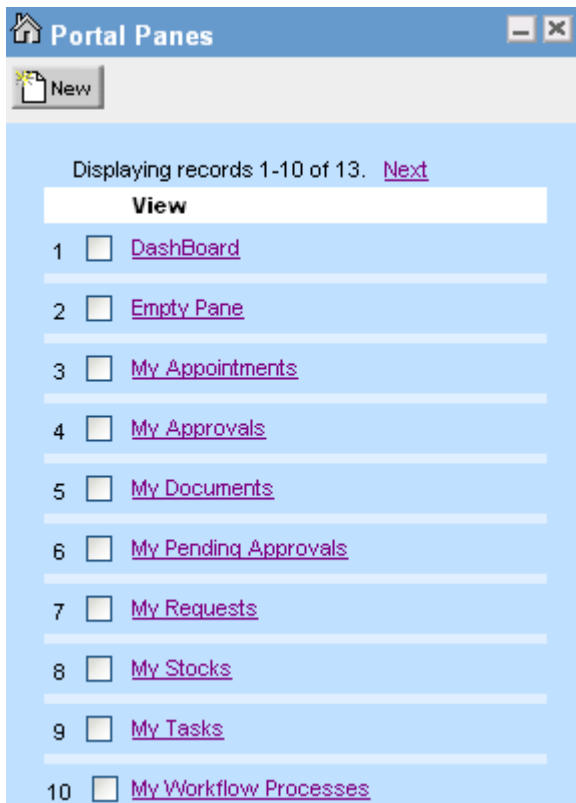 Portal Panes
New
Displaying records 1-10 of 13. Next
View
1 DashBoard
2 Empty Pane
3 My Appointments
4 My Approvals
5 My Documents
6 My Pending Approvals
7 My Requests
8 My Stocks
9 My Tasks
10 My Workflow Processes